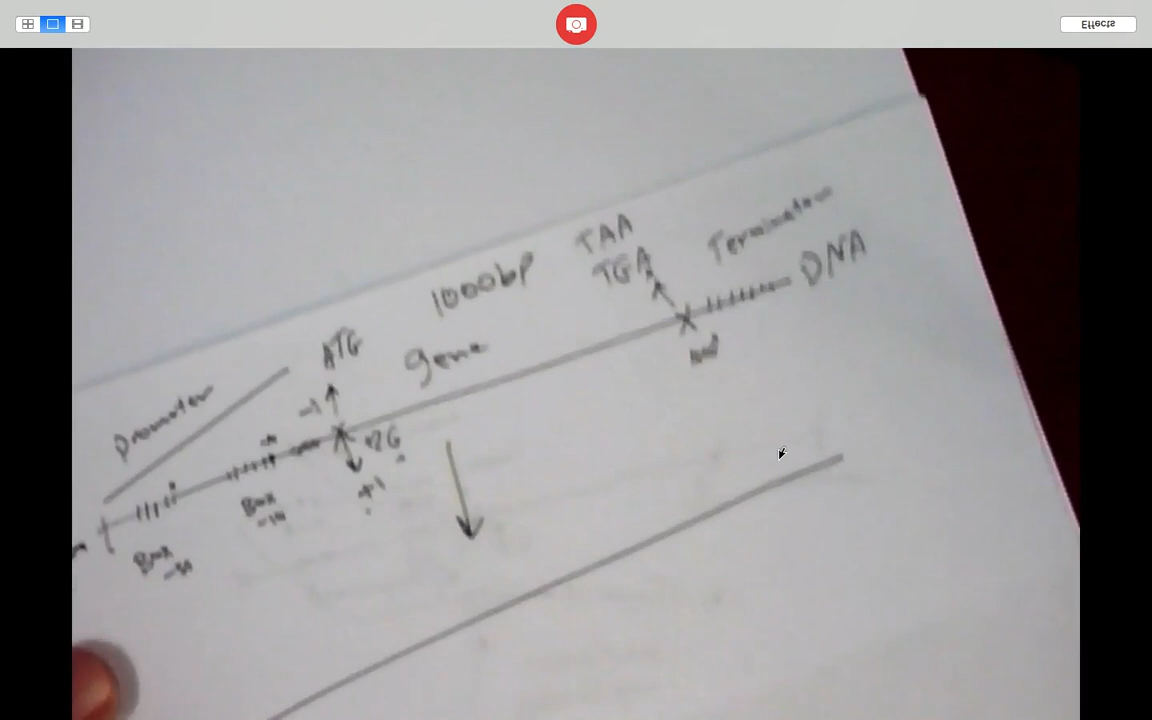 Effects
TAA
TGA
Terminator
1000bp
DNA
ATG
gene
Promoter
-1
+1
Box
-10
Box